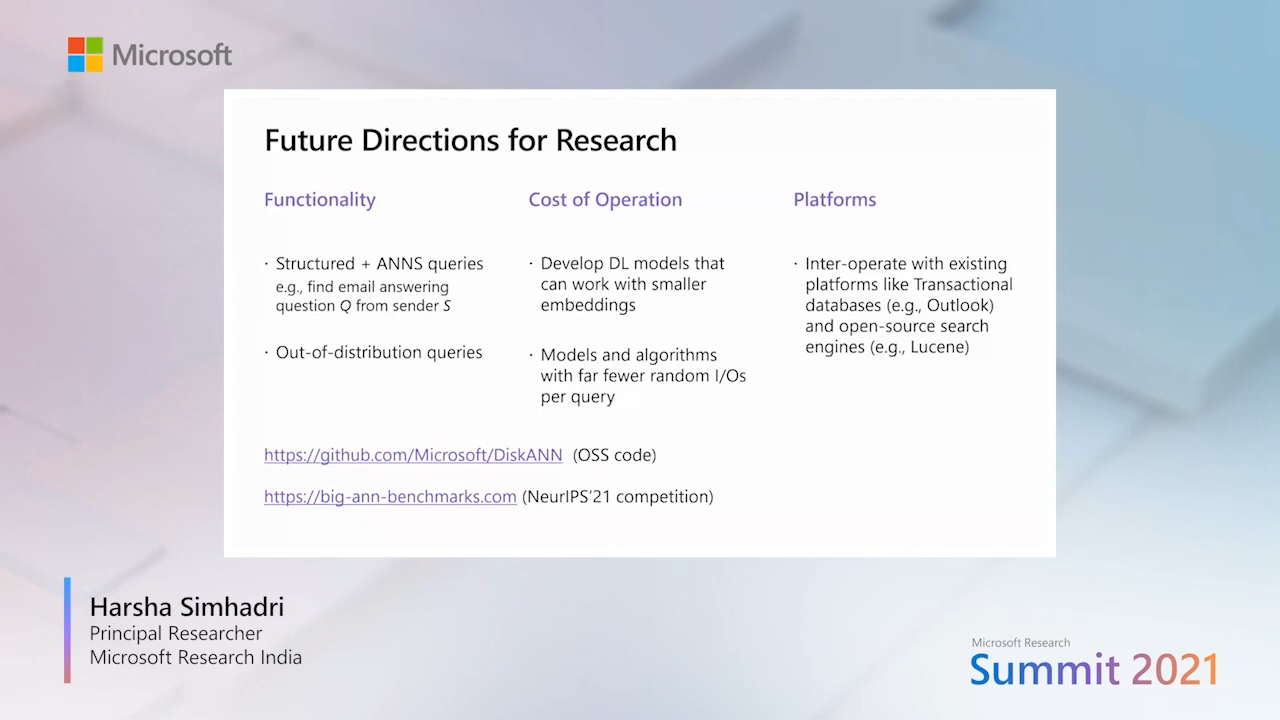 Microsoft
Future Directions for Research
Functionality
· Structured + ANNS queries
e.g., find email answering
question Q from sender S
· Out-of-distribution queries
Cost of Operation
· Develop DL models that
can work with smaller
embeddings
· Models and algorithms
with far fewer random I/Os
per query
Platforms
· Inter-operate with existing
platforms like Transactional
databases (e.g., Outlook)
and open-source search
engines (e.g., Lucene)
https://github.com/Microsoft/DiskANN (OSS code)
https://big-ann-benchmarks.com (NeurIPS'21 competition)
Harsha Simhadri
Principal Researcher
Microsoft Research India
Microsoft Research
Summit 2021